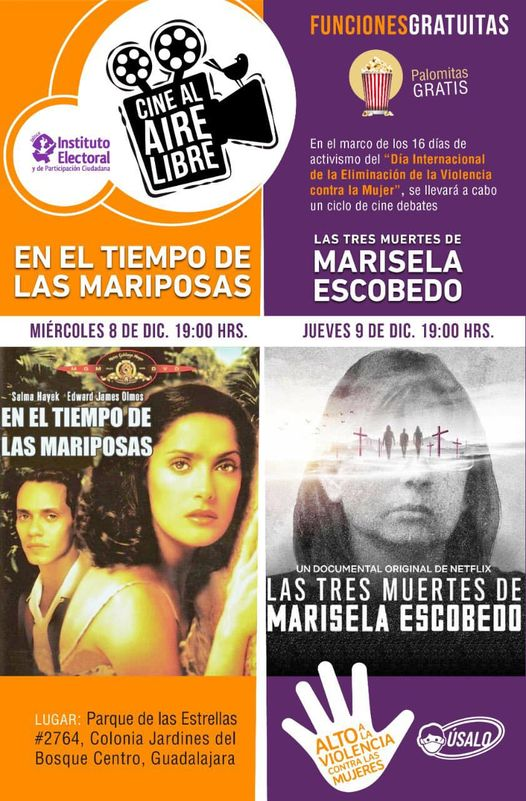 FUNCIONESGRATUITAS
Palomitas
GRATIS
CINE AL
AIRE
LIBRE
Instituto
Electoral
y de Participación Ciudadana
En el marco de los 16 días de
activismo del “Día Internacional
de la Eliminación de la Violencia
contra la Mujer”, se llevará a cabo
un ciclo de cine debates
EN EL TIEMPO DE
LAS MARIPOSAS
LAS TRES MUERTES DE
MARISELA
ESCOBEDO
MIÉRCOLES 8 DE DIC. 19:00 HRS.
JUEVES 9 DE DIC. 19:00 HRS.
MGM DVD
Salma Hayek Edward James Olmos
EN EL TIEMPO DE
LAS MARIPOSAS
UN DOCUMENTAL ORIGINAL DE NETFLIX
LAS TRES MUERTES DE
MARISELA ESCOBEDO
LUGAR: Parque de las Estrellas
#2764, Colonia Jardines del
Bosque Centro, Guadalajara
ALTO A
LA
VIOLENCIA
CONTRA LAS
MUJERES
ÚSALO